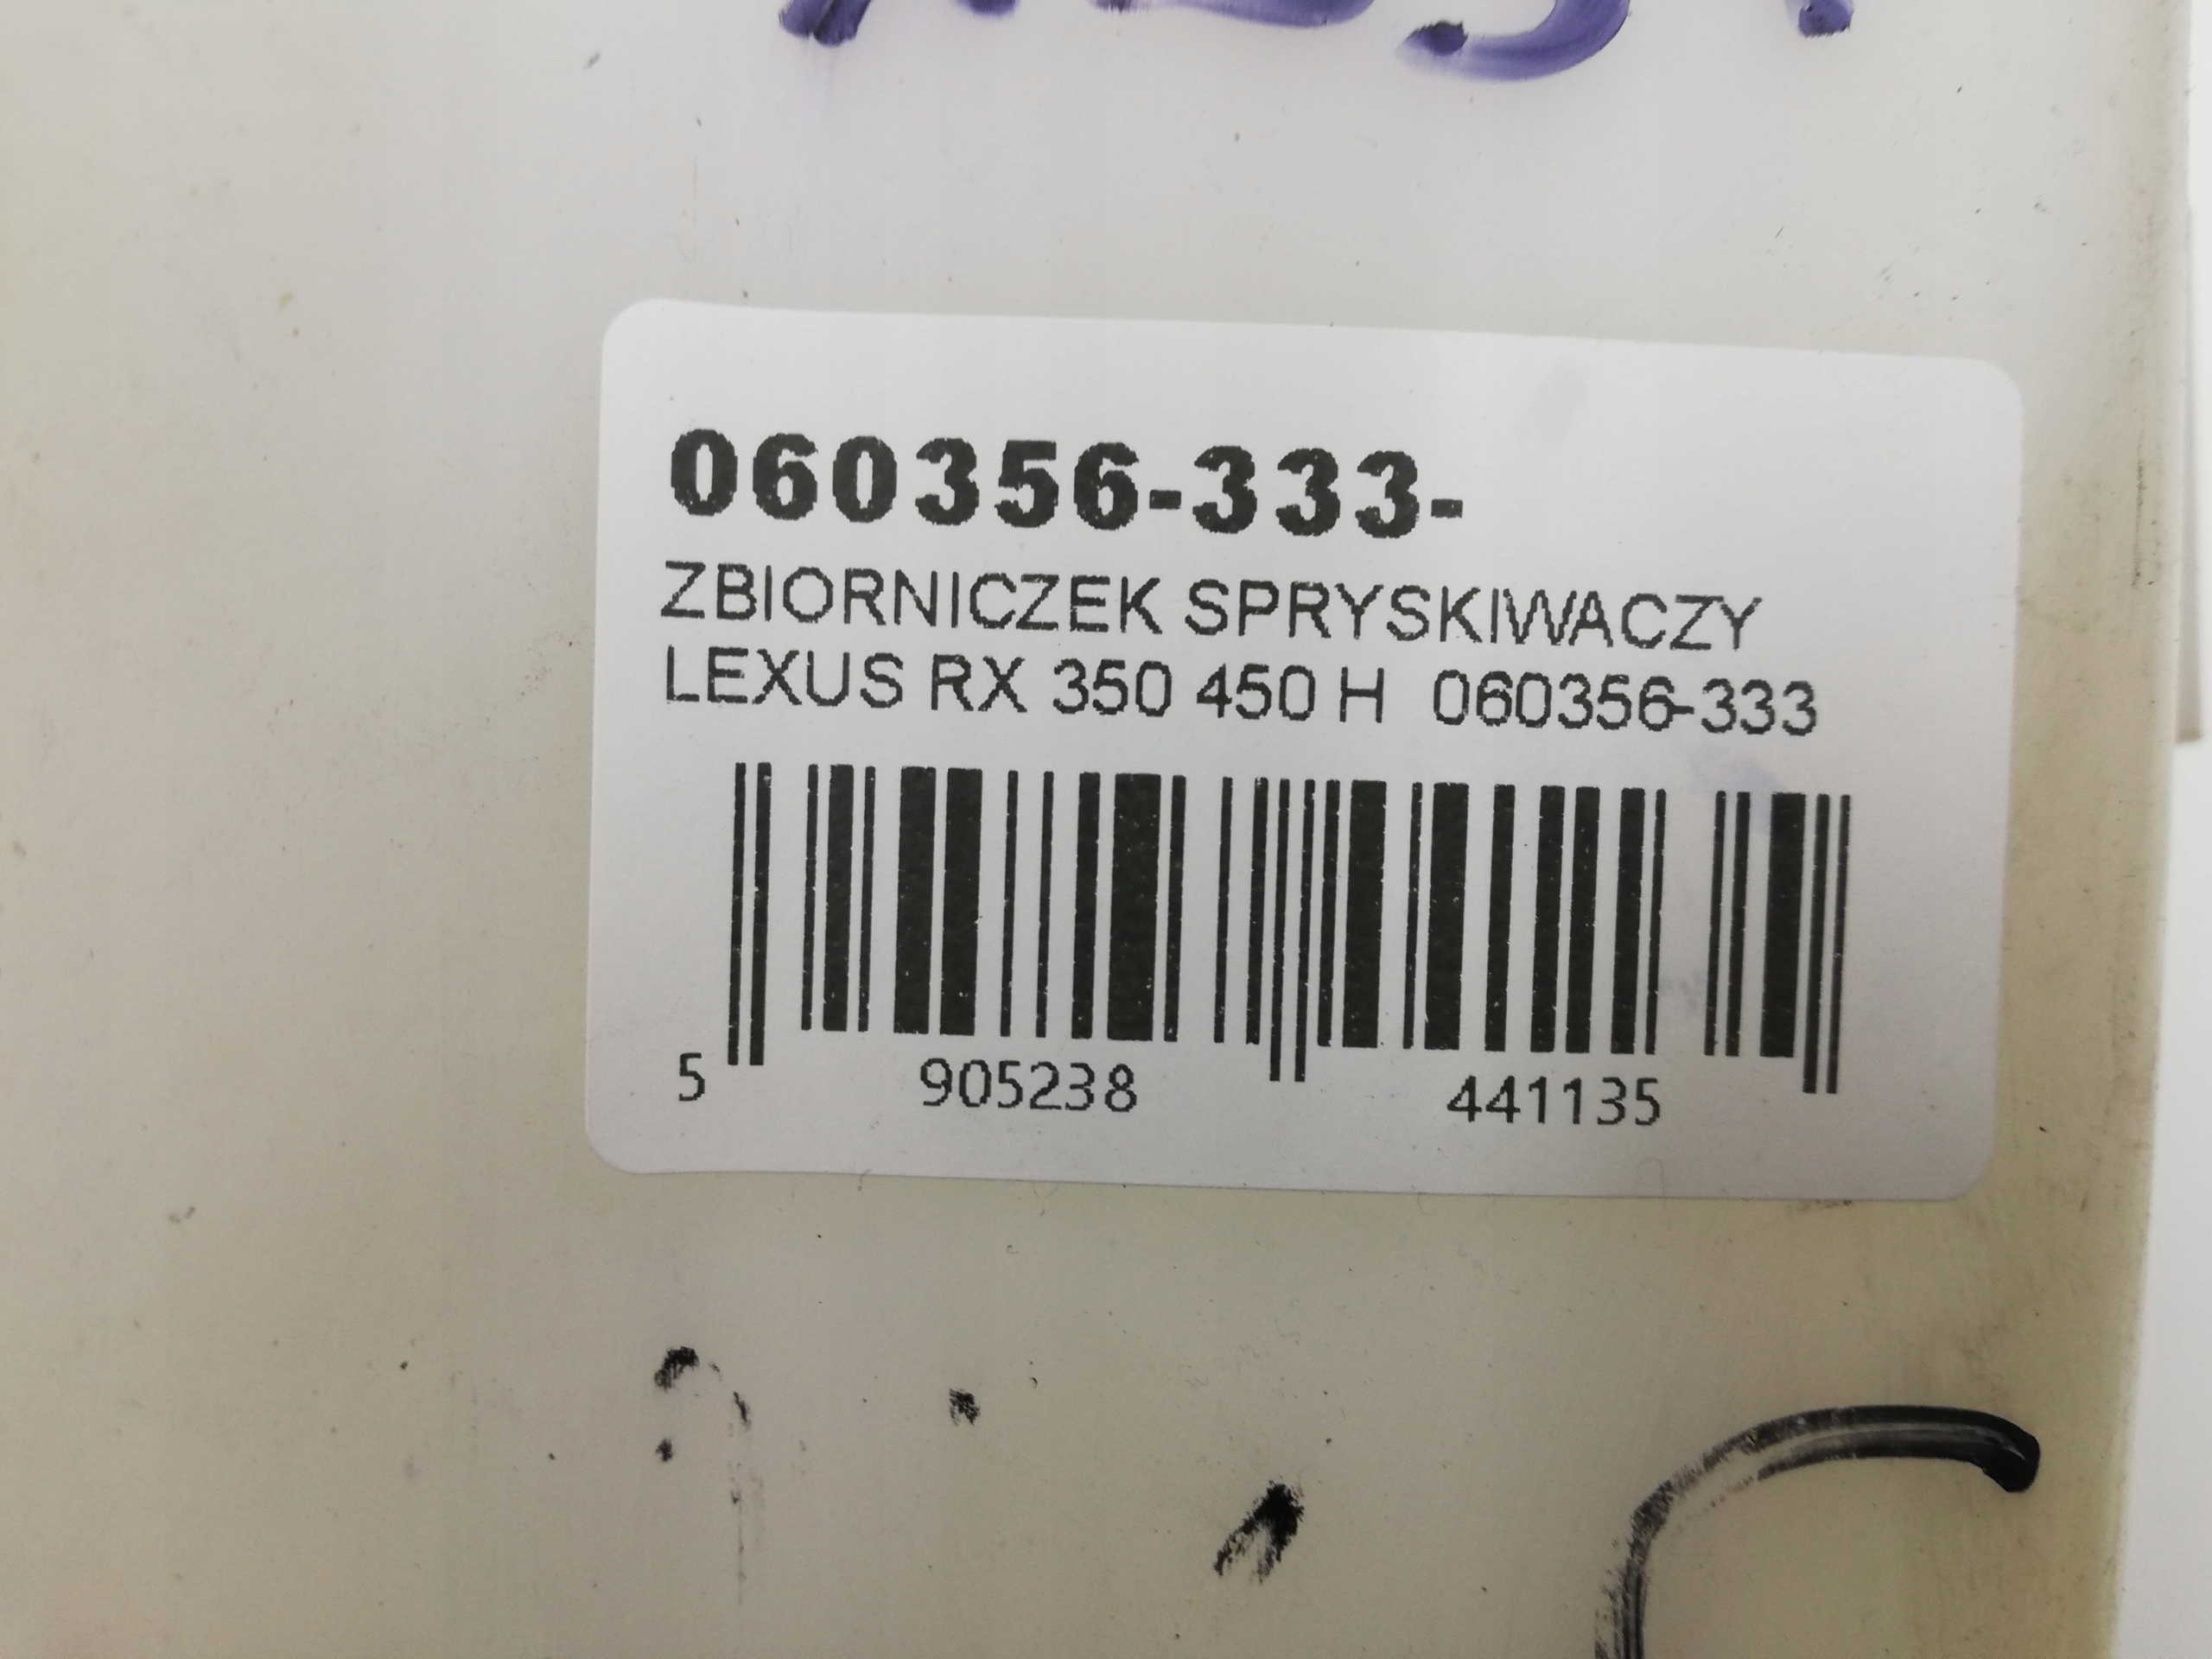 060356-333-
ZBIORNICZEK SPRYSKIWACZY
LEXUS RX 350 450 H 060356-333
5 905238 441135